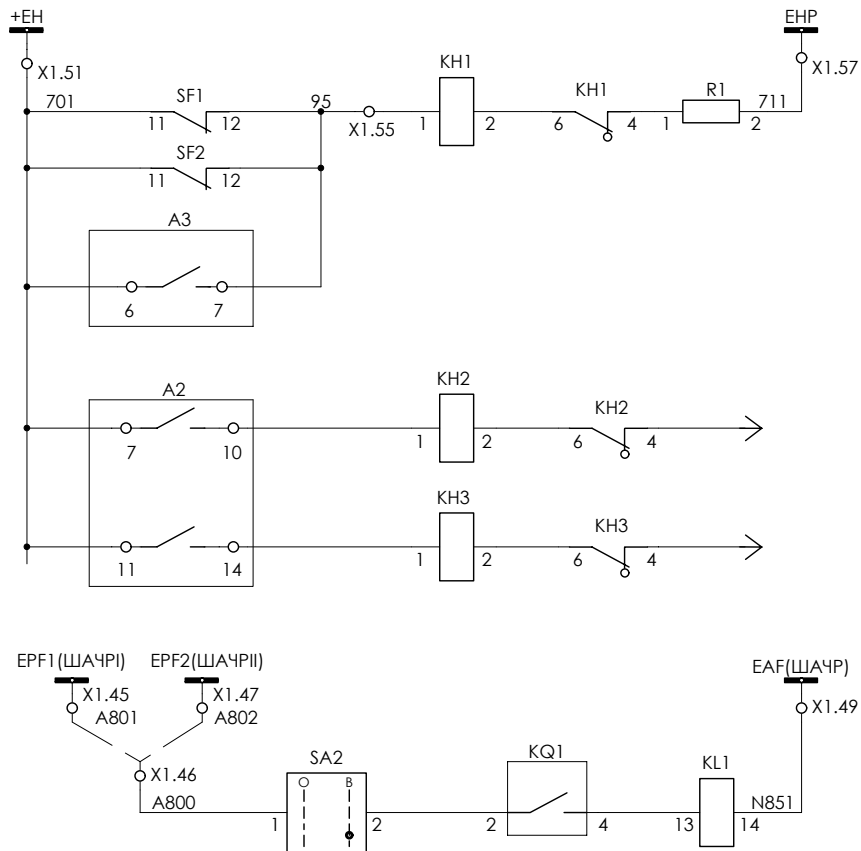 +EH EHP
X1.51 KH1 X1.57
701 SF1 95 KH1 R1 711
11 12 X1.55 1 2 6 4 1 2
SF2
11 12
A3
6 7
A2 KH2
KH2
7 10 1 2 6 4
KH3
KH3
11 14 1 2 6 4
EPF1(ШАЧРI) EPF2(ШАЧРII) EAF(ШАЧР)
X1.45 X1.47 X1.49
A801 A802
X1.46 SA2 KQ1 KL1
A800 O B N851
1 2 2 4 13 14